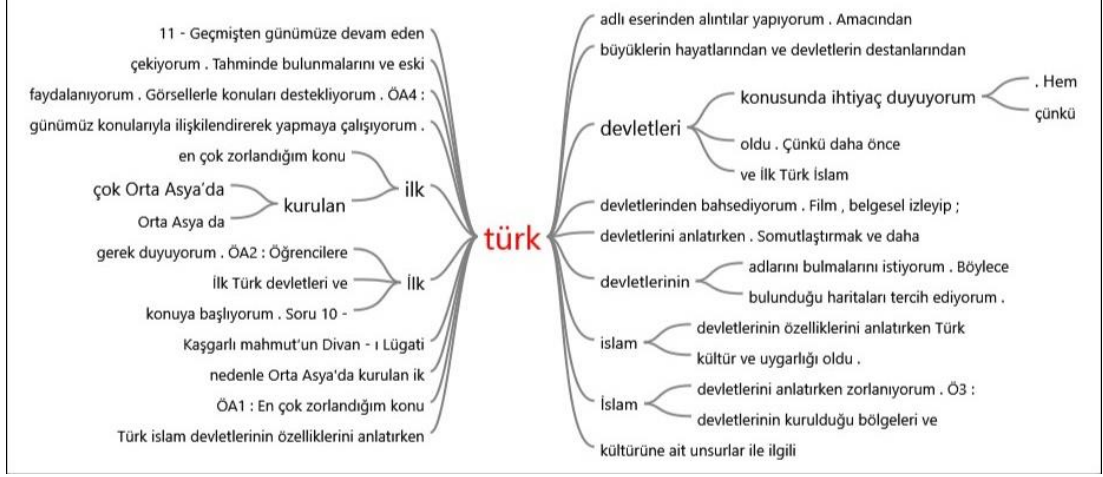 11 - Geçmişten günümüze devam eden
çekiyorum . Tahminde bulunmalarını ve eski
faydalanıyorum . Görsellerle konuları destekliyorum . ÖA4 :
günümüz konularıyla ilişkilendirerek yapmaya çalışıyorum .
en çok zorlandığım konu
ilk
çok Orta Asya'da
kurulan
Orta Asya da
gerek duyuyorum . ÖA2 : Öğrencilere
İlk Türk devletleri ve
İlk
konuya başlıyorum . Soru 10 -
Kaşgarlı mahmut'un Divan - ı Lügati
nedenle Orta Asya'da kurulan ik
ÖA1 : En çok zorlandığım konu
Türk islam devletlerinin özelliklerini anlatırken
türk
adlı eserinden alıntılar yapıyorum . Amacından
büyüklerin hayatlarından ve devletlerin destanlarından
devletleri
konusunda ihtiyaç duyuyorum
. Hem
çünkü
oldu . Çünkü daha önce
ve İlk Türk İslam
devletlerinden bahsediyorum . Film , belgesel izleyip ;
devletlerini anlatırken . Somutlaştırmak ve daha
devletlerinin
adlarını bulmalarını istiyorum . Böylece
bulunduğu haritaları tercih ediyorum .
islam
devletlerinin özelliklerini anlatırken Türk
kültür ve uygarlığı oldu .
İslam
devletlerini anlatırken zorlanıyorum . Ö3 :
devletlerinin kurulduğu bölgeleri ve
kültürüne ait unsurlar ile ilgili